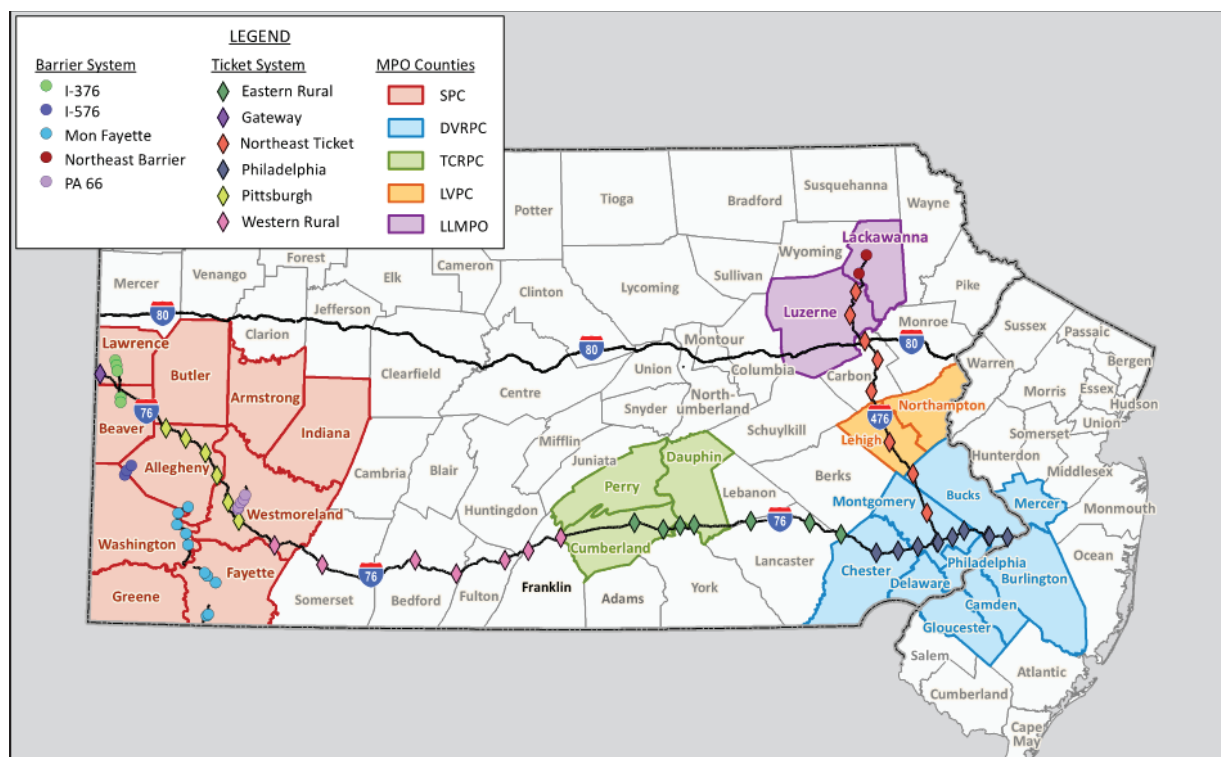 LEGEND
Barrier System
I-376
I-576
Mon Fayette
Northeast Barrier
PA 66
Ticket System
Eastern Rural
Gateway
Northeast Ticket
Philadelphia
Pittsburgh
Western Rural
MPO Counties
SPC
DVRPC
TCRPC
LVPC
LLMPO
Potter
Tioga
Bradford
Susquehanna
Wayne
Wyoming
Lackawanna
Mercer
Venango
Forest
Elk
Cameron
Clinton
Lycoming
Sullivan
Luzerne
Pike
Jefferson
Clarion
80
Lawrence
Butler
Armstrong
Clearfield
Centre
80
Union
Montour
Columbia
Monroe
80
Carbon
Sussex
Passaic
Bergen
Warren
Morris
Essex
Hudson
Union
76
Beaver
Indiana
Snyder
North-
umberland
Schuylkill
476
Northampton
Lehigh
Somerset
Hunterdon
Middlesex
Allegheny
Cambria
Blair
Mifflin
Juniata
Dauphin
Perry
Huntingdon
Lebanon
Berks
Montgomery
Bucks
Mercer
Monmouth
Westmoreland
Washington
Cumberland
76
Lancaster
Chester
Philadelphia
Delaware
Burlington
Ocean
Fayette
Greene
Somerset
76
Bedford
Fulton
Franklin
Adams
York
Camden
Gloucester
Salem
Atlantic
Cumberland
Cape
May